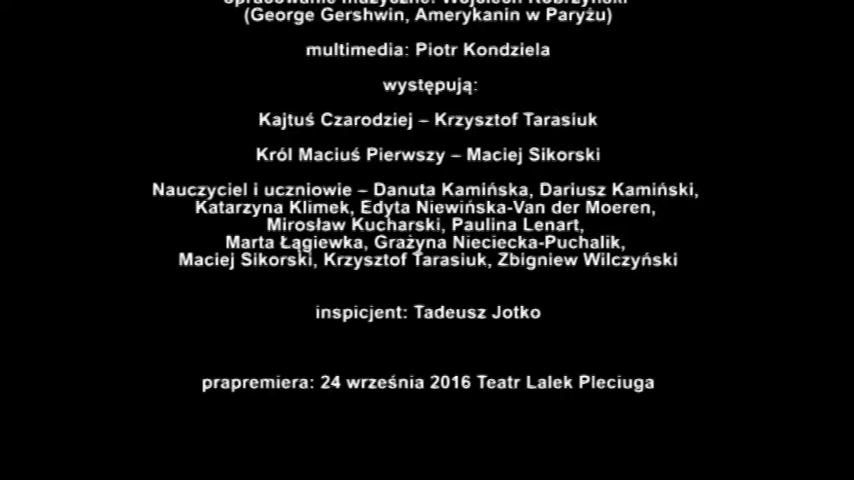 (George Gershwin, Amerykanin w Paryżu)
multimedia: Piotr Kondziela
występują:
Kajtuś Czarodziej – Krzysztof Tarasiuk
Król Maciuś Pierwszy – Maciej Sikorski
Nauczyciel i uczniowie – Danuta Kamińska, Dariusz Kamiński,
Katarzyna Klimek, Edyta Niewińska-Van der Moeren,
Mirosław Kucharski, Paulina Lenart,
Marta Łągiewka, Grażyna Nieciecka-Puchalik,
Maciej Sikorski, Krzysztof Tarasiuk, Zbigniew Wilczyński
inspicjent: Tadeusz Jotko
prapremiera: 24 września 2016 Teatr Lalek Pleciuga